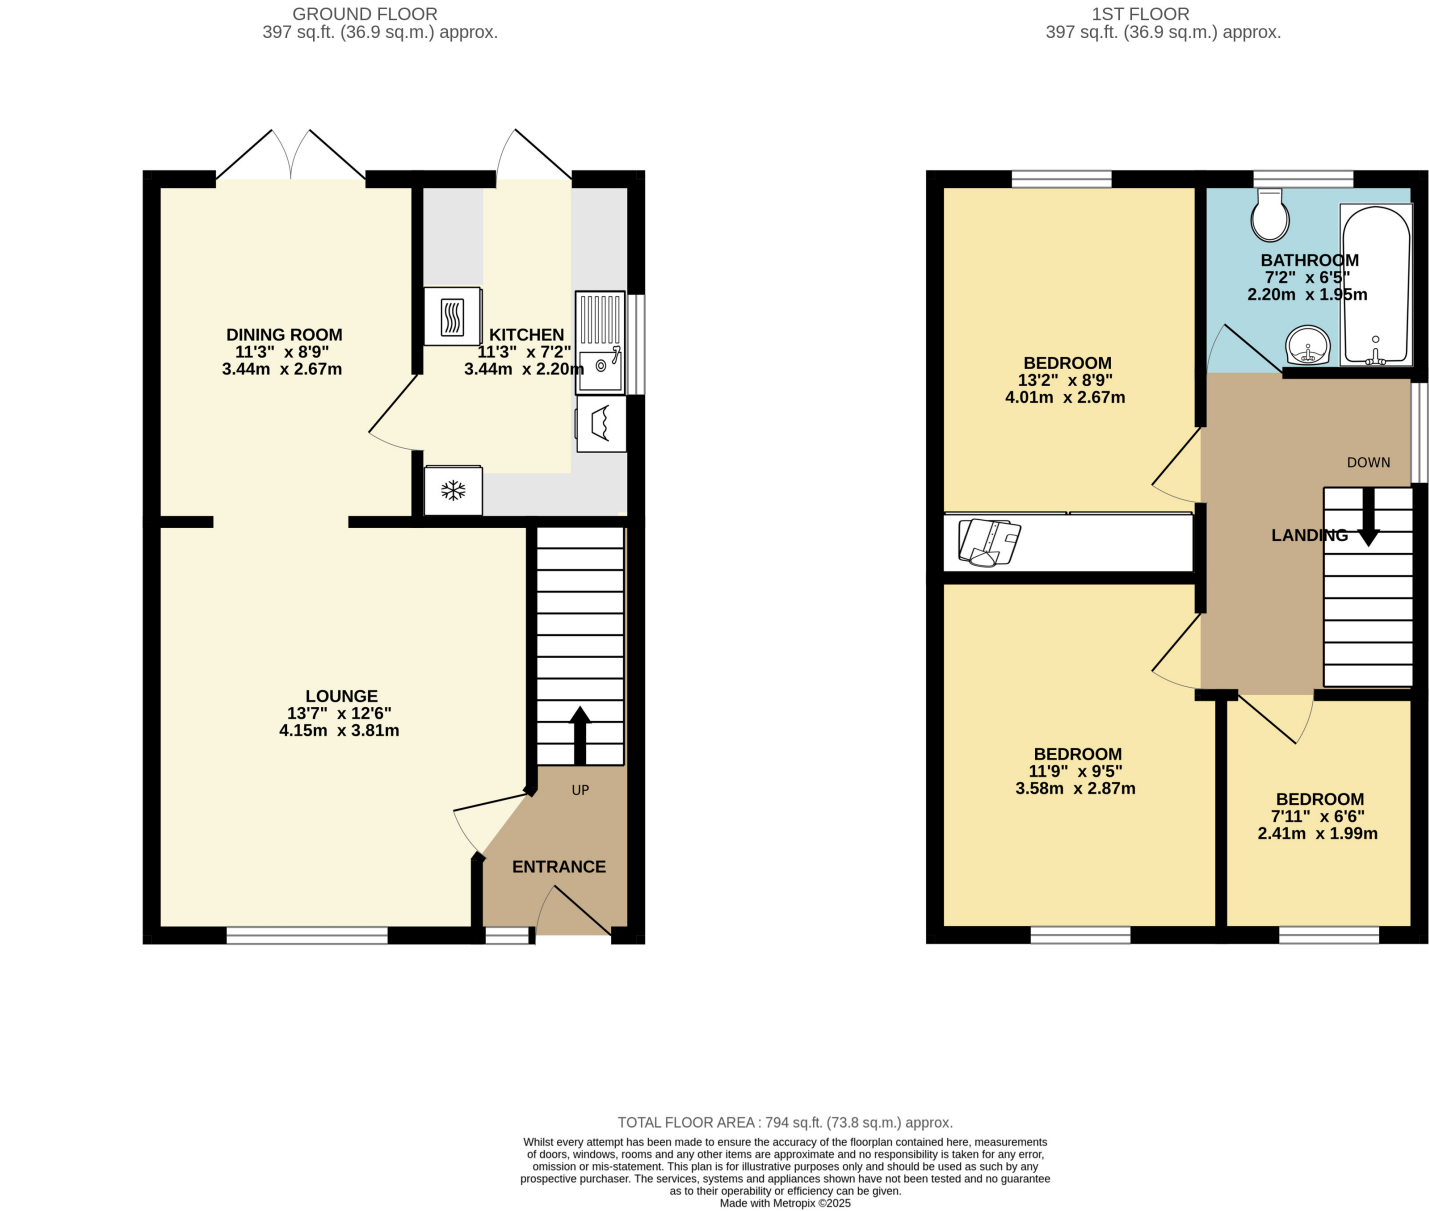 GROUND FLOOR
397 sq.ft. (36.9 sq.m.) approx.
1ST FLOOR
397 sq.ft. (36.9 sq.m.) approx.
DINING ROOM
11'3" x 8'9"
3.44m x 2.67m
KITCHEN
11'3" x 7'2"
3.44m x 2.20m
LOUNGE
13'7" x 12'6"
4.15m x 3.81m
UP
ENTRANCE
BATHROOM
7'2" x 6'5"
2.20m x 1.95m
BEDROOM
13'2" x 8'9"
4.01m x 2.67m
DOWN
LANDING
BEDROOM
11'9" x 9'5"
3.58m x 2.87m
BEDROOM
7'11" x 6'6"
2.41m x 1.99m
TOTAL FLOOR AREA : 794 sq.ft. (73.8 sq.m.) approx.
Whilst every attempt has been made to ensure the accuracy of the floorplan contained here, measurements
of doors, windows, rooms and any other items are approximate and no responsibility is taken for any error,
omission or mis-statement. This plan is for illustrative purposes only and should be used as such by any
prospective purchaser. The services, systems and appliances shown have not been tested and no guarantee
as to their operability or efficiency can be given.
Made with Metropix ©2025